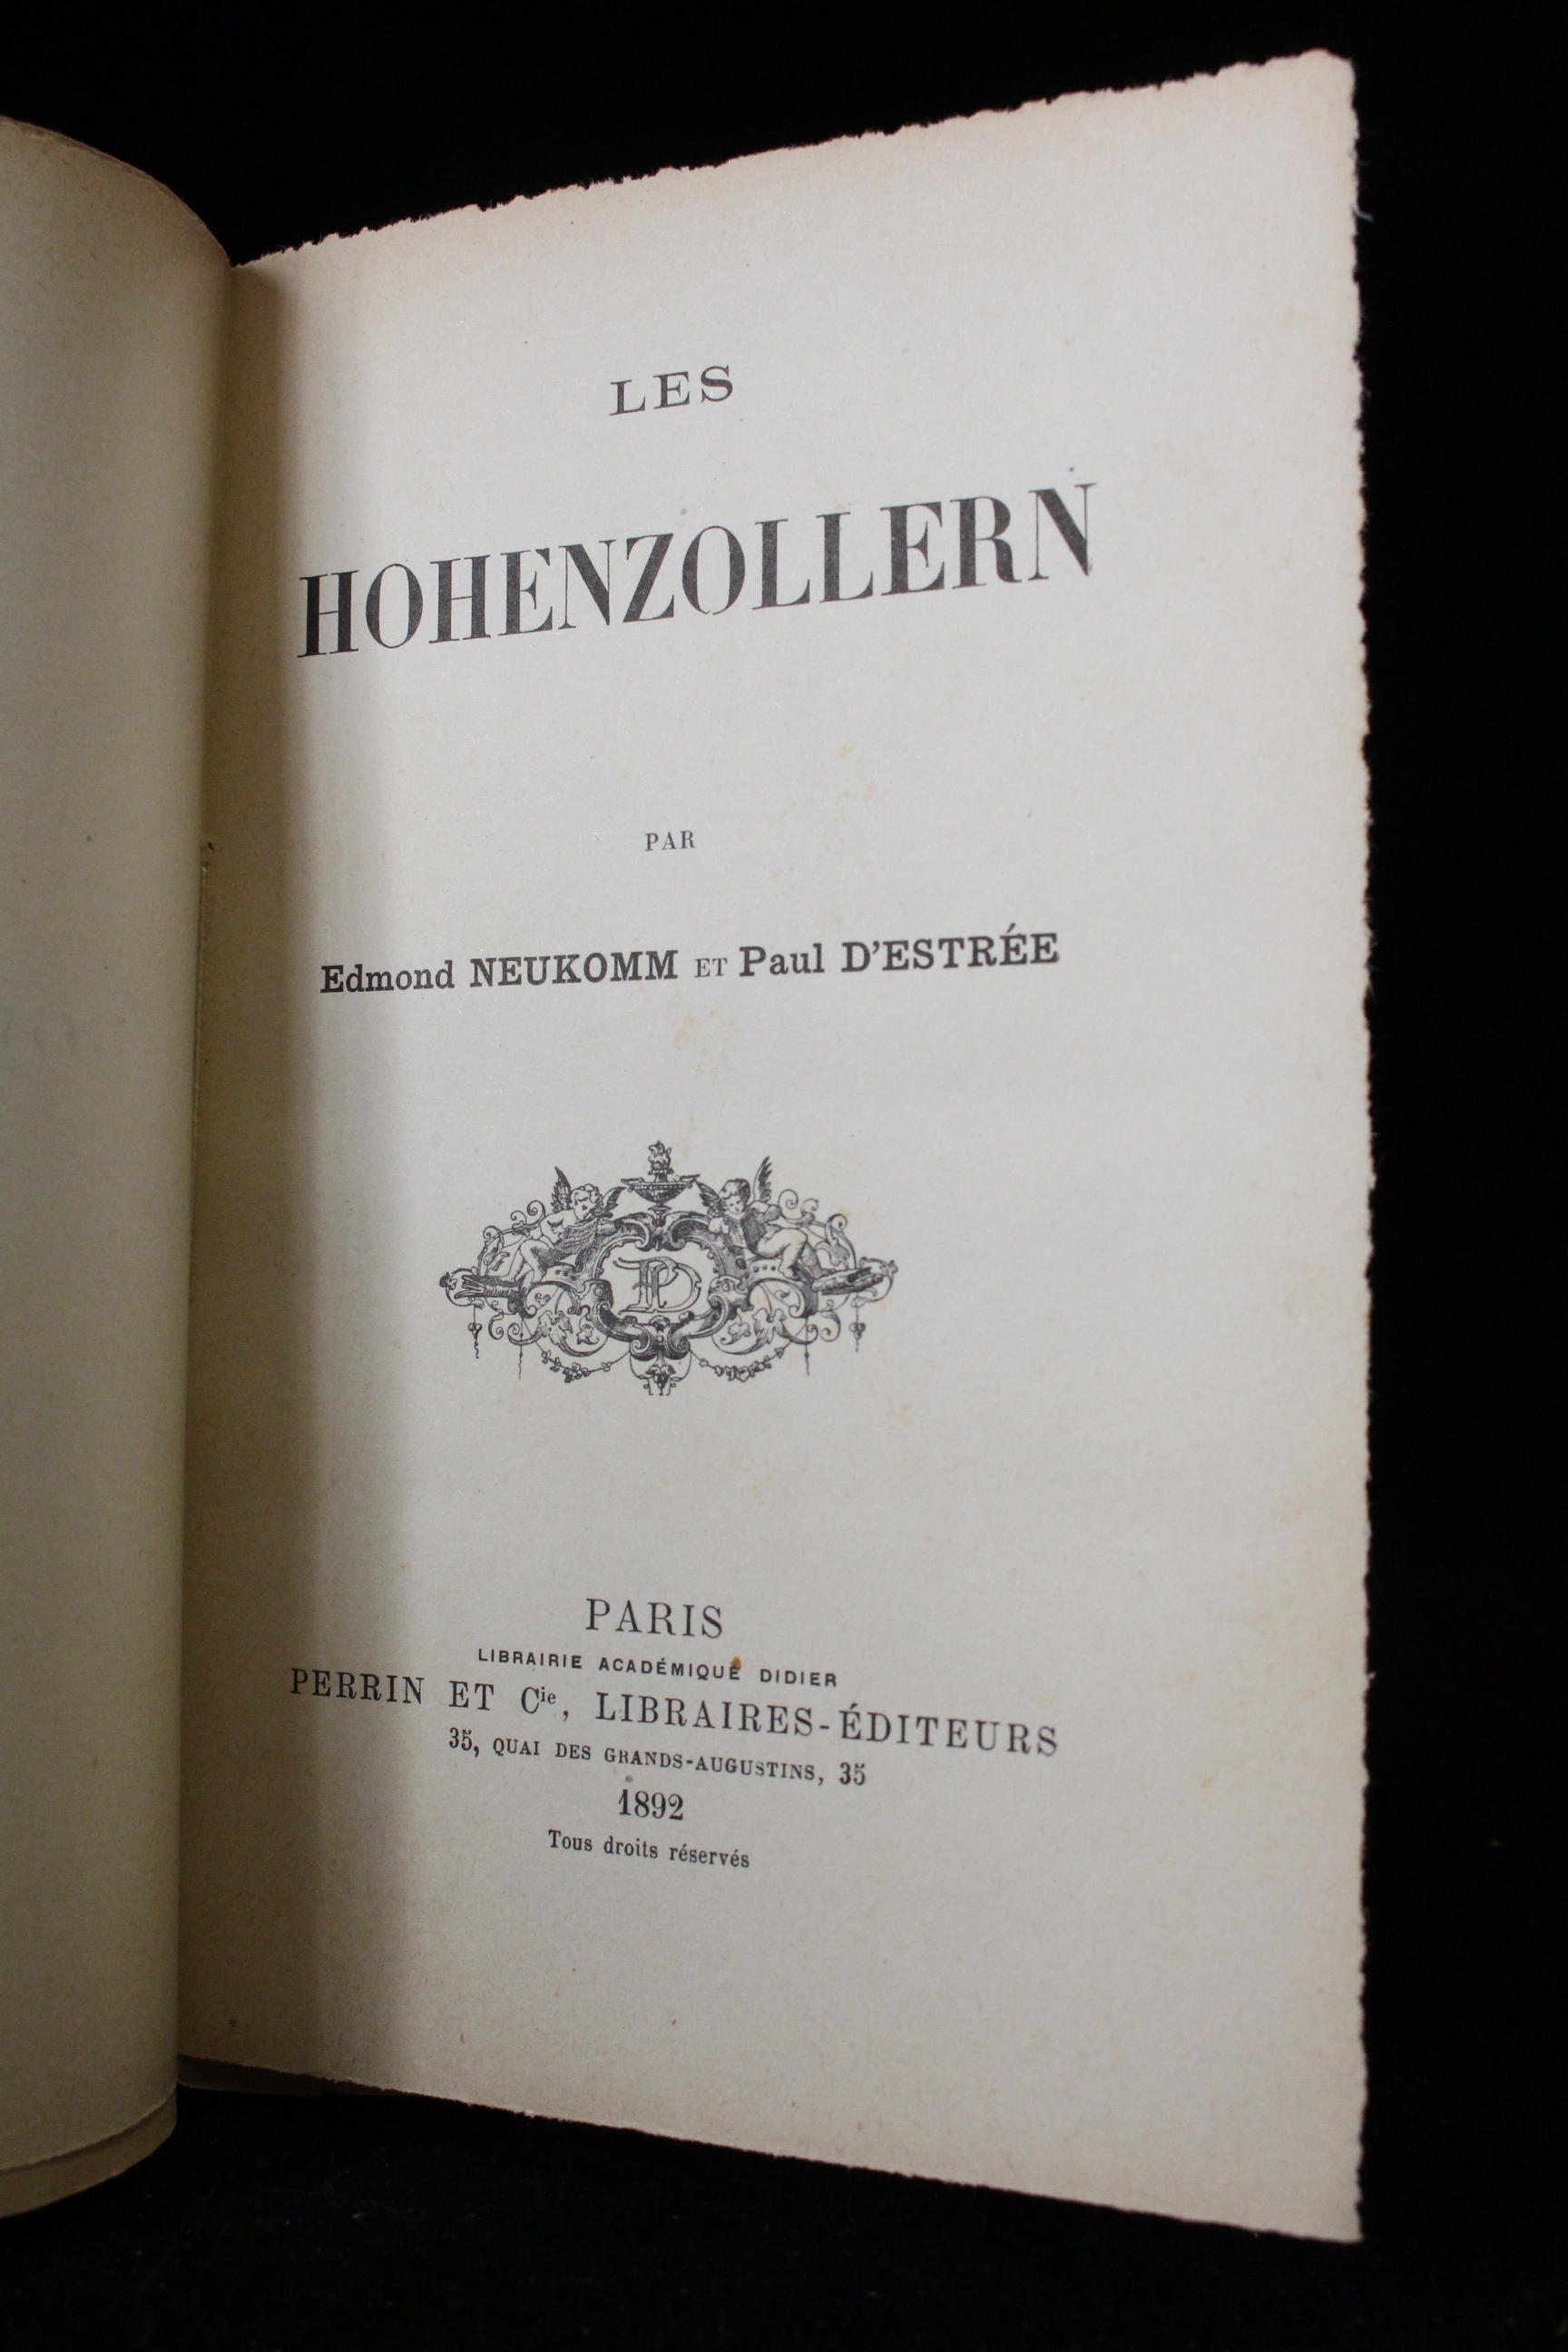 LES
HOHENZOLLERN
PAR
Edmond NEUKOMM ET Paul D'ESTRÉE
PD
PARIS
LIBRAIRIE ACADÉMIQUE DIDIER
PERRIN ET Cie, LIBRAIRES-ÉDITEURS
35, QUAI DES GRANDS-AUGUSTINS, 35
1892
Tous droits réservés